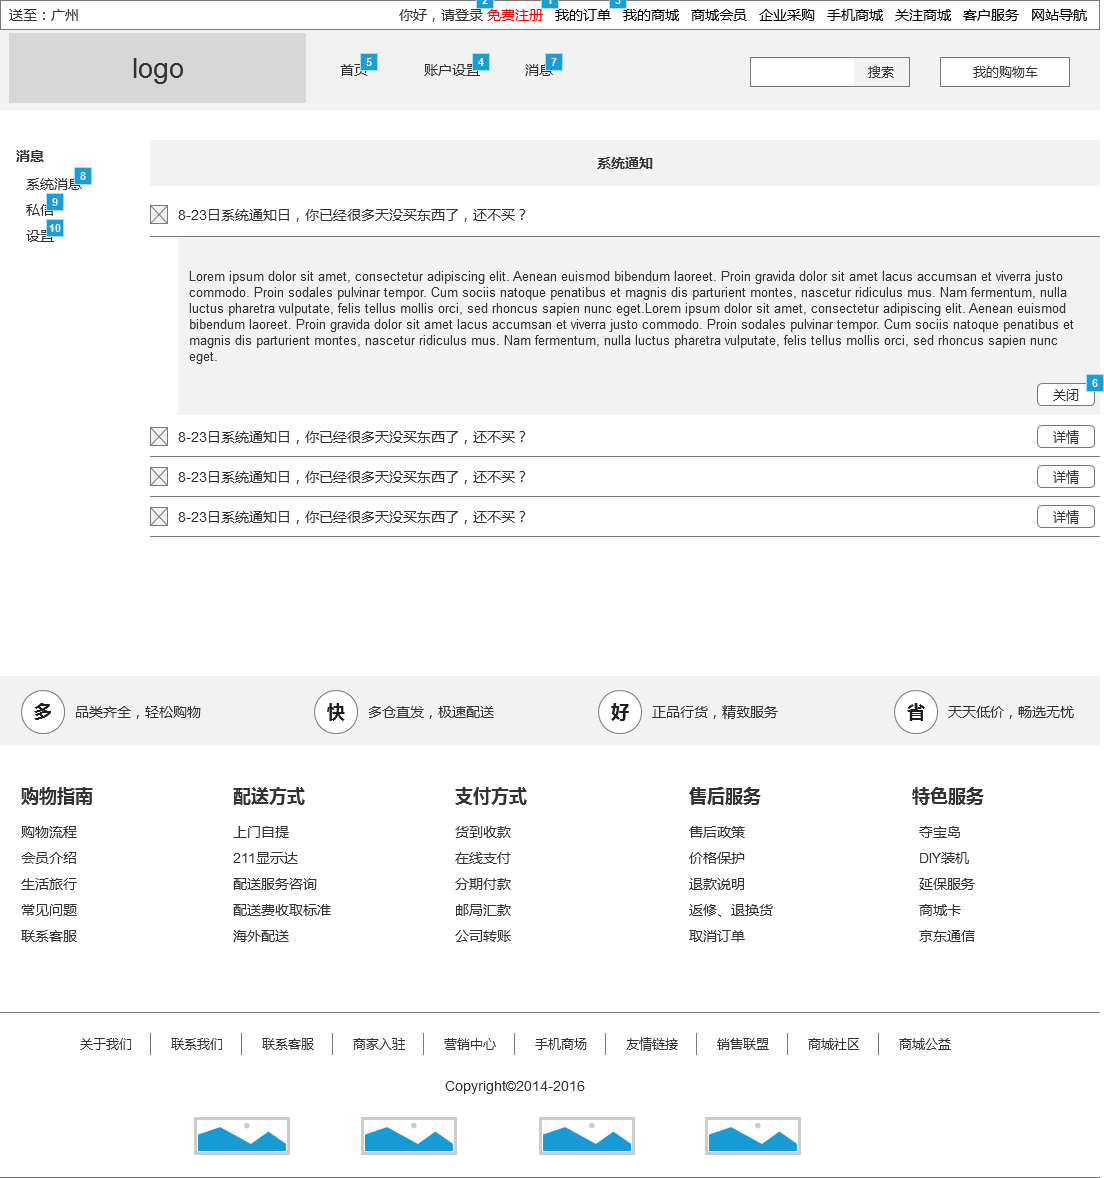 送至：广州
你好，请登录 免费注册 我的订单 我的商城 商城会员 企业采购 手机商城 关注商城 客户服务 网站导航
2 1 3
logo 首页 5 账户设置 4 消息 7 搜索 我的购物车
消息
系统消息 8
私信 9
设置 10
系统通知
8-23日系统通知日，你已经很多天没买东西了，还不买？
Lorem ipsum dolor sit amet, consectetur adipiscing elit. Aenean euismod bibendum laoreet. Proin gravida dolor sit amet lacus accumsan et viverra justo
commodo. Proin sodales pulvinar tempor. Cum sociis natoque penatibus et magnis dis parturient montes, nascetur ridiculus mus. Nam fermentum, nulla
luctus pharetra vulputate, felis tellus mollis orci, sed rhoncus sapien nunc eget.Lorem ipsum dolor sit amet, consectetur adipiscing elit. Aenean euismod
bibendum laoreet. Proin gravida dolor sit amet lacus accumsan et viverra justo commodo. Proin sodales pulvinar tempor. Cum sociis natoque penatibus et
magnis dis parturient montes, nascetur ridiculus mus. Nam fermentum, nulla luctus pharetra vulputate, felis tellus mollis orci, sed rhoncus sapien nunc
eget.
关闭 6
8-23日系统通知日，你已经很多天没买东西了，还不买？ 详情
8-23日系统通知日，你已经很多天没买东西了，还不买？ 详情
8-23日系统通知日，你已经很多天没买东西了，还不买？ 详情
多 品类齐全，轻松购物 快 多仓直发，极速配送 好 正品行货，精致服务 省 天天低价，畅选无忧
购物指南 配送方式 支付方式 售后服务 特色服务
购物流程 上门自提 货到收款 售后政策 夺宝岛
会员介绍 211显示达 在线支付 价格保护 DIY装机
生活旅行 配送服务咨询 分期付款 退款说明 延保服务
常见问题 配送费收取标准 邮局汇款 返修、退换货 商城卡
联系客服 海外配送 公司转账 取消订单 京东通信
关于我们 联系我们 联系客服 商家入驻 营销中心 手机商场 友情链接 销售联盟 商城社区 商城公益
Copyright©2014-2016